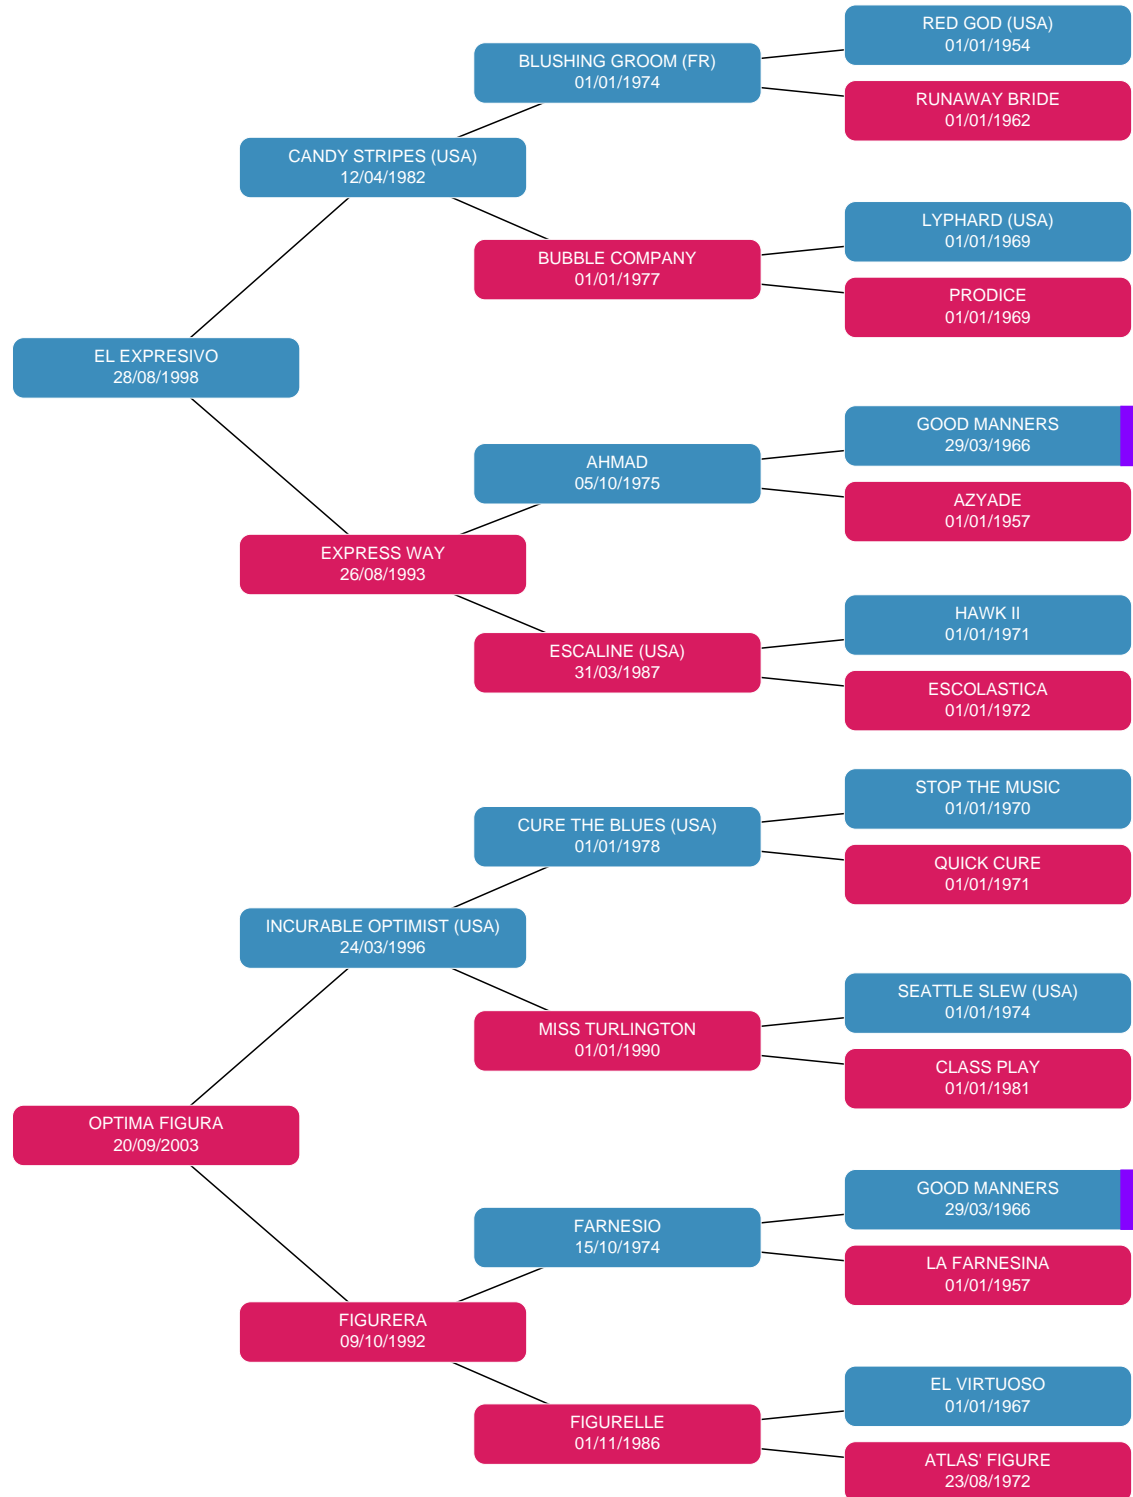 RED GOD (USA)
01/01/1954
BLUSHING GROOM (FR)
01/01/1974
RUNAWAY BRIDE
01/01/1962
CANDY STRIPES (USA)
12/04/1982
LYPHARD (USA)
01/01/1969
BUBBLE COMPANY
01/01/1977
PRODICE
01/01/1969
EL EXPRESIVO
28/08/1998
GOOD MANNERS
29/03/1966
AHMAD
05/10/1975
AZYADE
01/01/1957
EXPRESS WAY
26/08/1993
HAWK II
01/01/1971
ESCALINE (USA)
31/03/1987
ESCOLASTICA
01/01/1972
STOP THE MUSIC
01/01/1970
CURE THE BLUES (USA)
01/01/1978
QUICK CURE
01/01/1971
INCURABLE OPTIMIST (USA)
24/03/1996
SEATTLE SLEW (USA)
01/01/1974
MISS TURLINGTON
01/01/1990
CLASS PLAY
01/01/1981
OPTIMA FIGURA
20/09/2003
GOOD MANNERS
29/03/1966
FARNESIO
15/10/1974
LA FARNESINA
01/01/1957
FIGURERA
09/10/1992
EL VIRTUOSO
01/01/1967
FIGURELLE
01/11/1986
ATLAS' FIGURE
23/08/1972